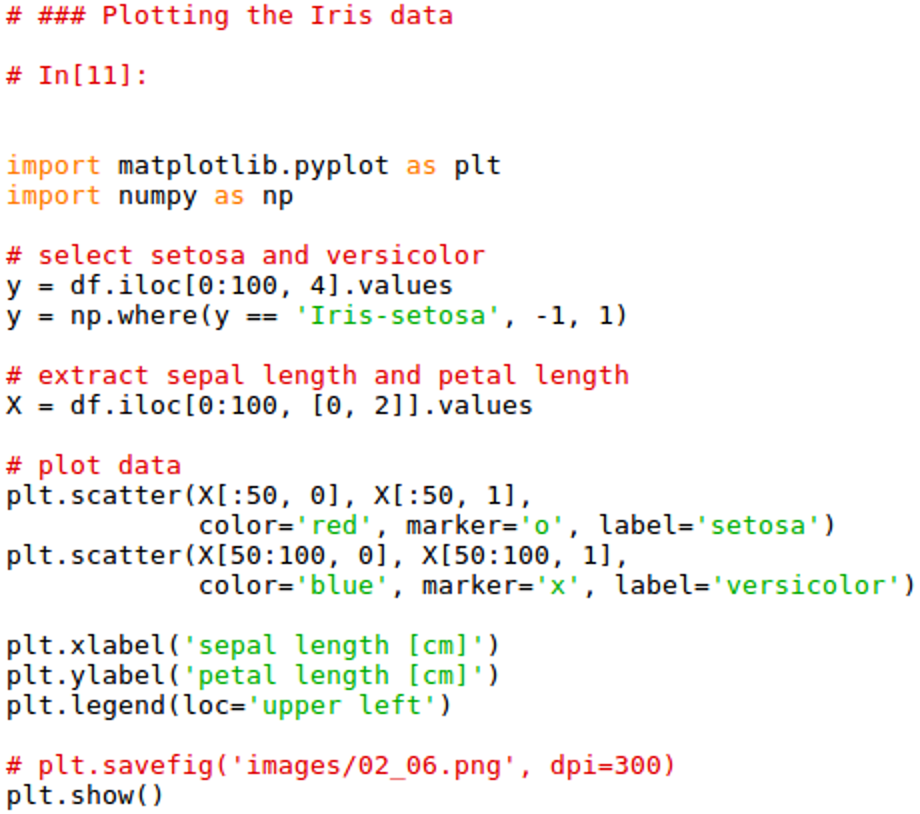 # ### Plotting the Iris data
# In[11]:
import matplotlib.pyplot as plt
import numpy as np
# select setosa and versicolor
y = df.iloc[0:100, 4].values
y = np.where(y == 'Iris-setosa', -1, 1)
# extract sepal length and petal length
X = df.iloc[0:100, [0, 2]].values
# plot data
plt.scatter(X[:50, 0], X[:50, 1],
            color='red', marker='o', label='setosa')
plt.scatter(X[50:100, 0], X[50:100, 1],
            color='blue', marker='x', label='versicolor')
plt.xlabel('sepal length [cm]')
plt.ylabel('petal length [cm]')
plt.legend(loc='upper left')
# plt.savefig('images/02_06.png', dpi=300)
plt.show()